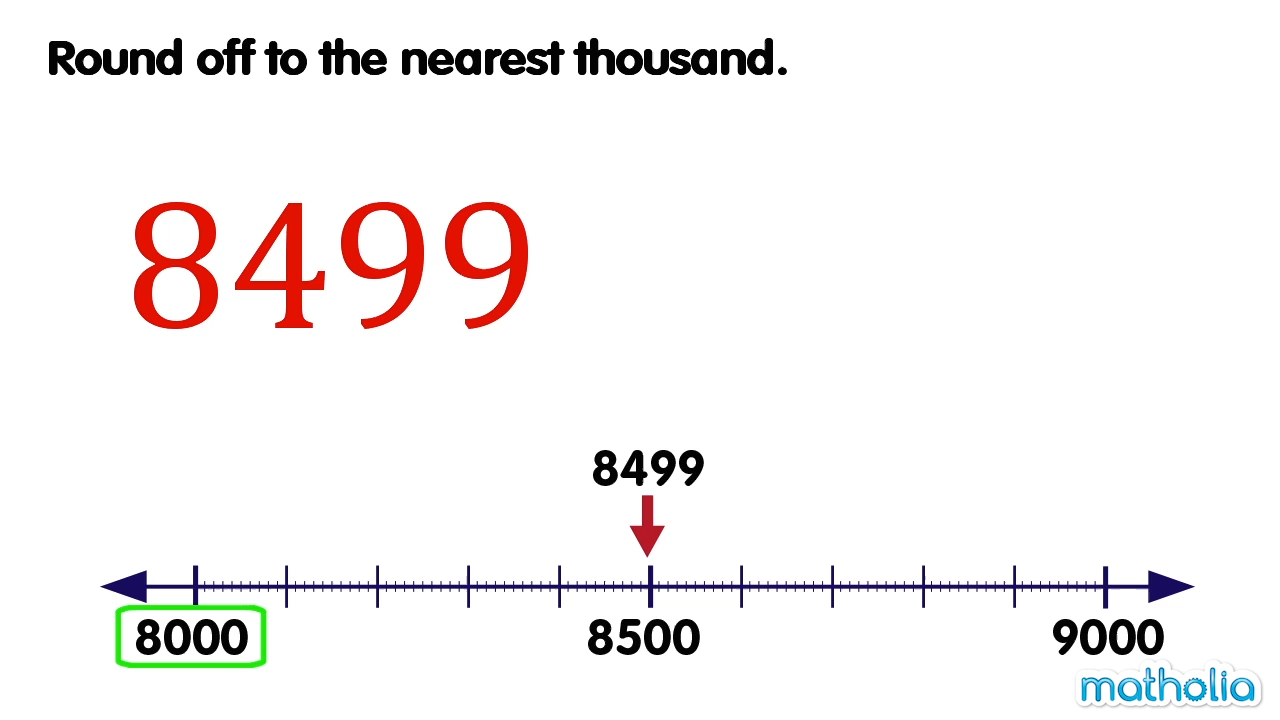 Round off to the nearest thousand.
8499
8499
8000 8500 9000
matholia